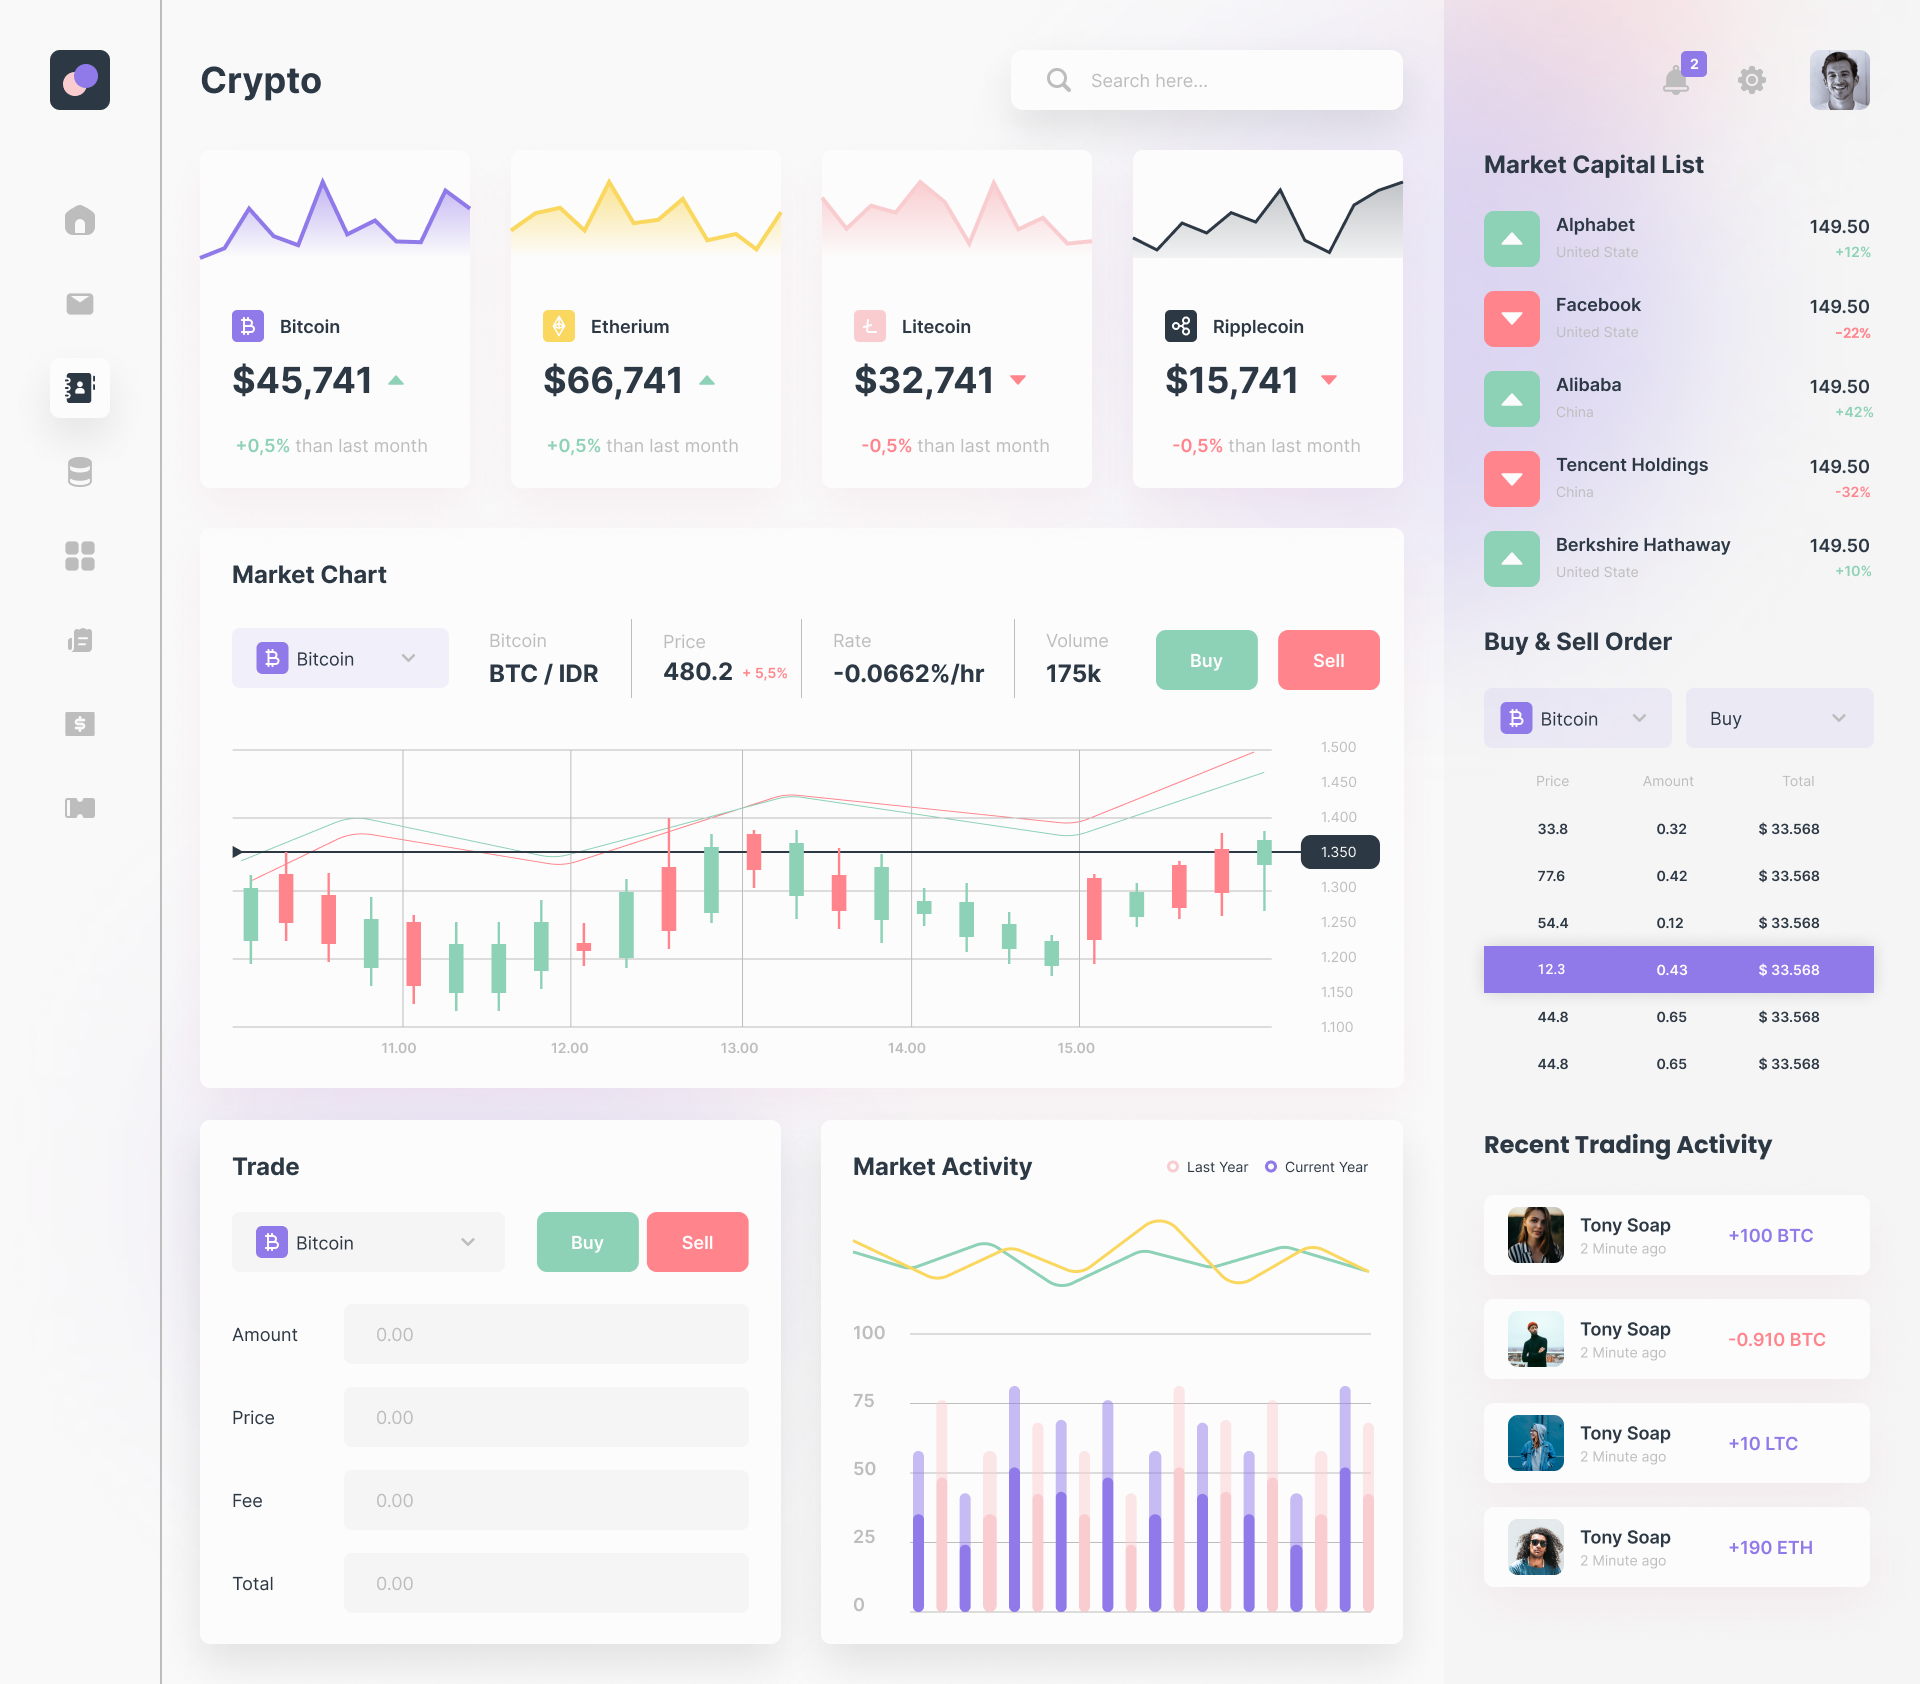 Crypto
Search here...
2
Bitcoin
$45,741
+0,5% than last month
Etherium
$66,741
+0,5% than last month
Litecoin
$32,741
-0,5% than last month
Ripplecoin
$15,741
-0,5% than last month
Market Chart
Bitcoin
Bitcoin
BTC / IDR
Price
480.2 + 5,5%
Rate
-0.0662%/hr
Volume
175k
Buy
Sell
1.500
1.450
1.400
1.350
1.300
1.250
1.200
1.150
1.100
11.00 12.00 13.00 14.00 15.00
Trade
Bitcoin
Buy
Sell
Amount 0.00
Price 0.00
Fee 0.00
Total 0.00
Market Activity
Last Year Current Year
100
75
50
25
0
Market Capital List
Alphabet 149.50
United State +12%
Facebook 149.50
United State -22%
Alibaba 149.50
China +42%
Tencent Holdings 149.50
China -32%
Berkshire Hathaway 149.50
United State +10%
Buy & Sell Order
Bitcoin Buy
Price Amount Total
33.8 0.32 $ 33.568
77.6 0.42 $ 33.568
54.4 0.12 $ 33.568
12.3 0.43 $ 33.568
44.8 0.65 $ 33.568
44.8 0.65 $ 33.568
Recent Trading Activity
Tony Soap
2 Minute ago
+100 BTC
Tony Soap
2 Minute ago
-0.910 BTC
Tony Soap
2 Minute ago
+10 LTC
Tony Soap
2 Minute ago
+190 ETH